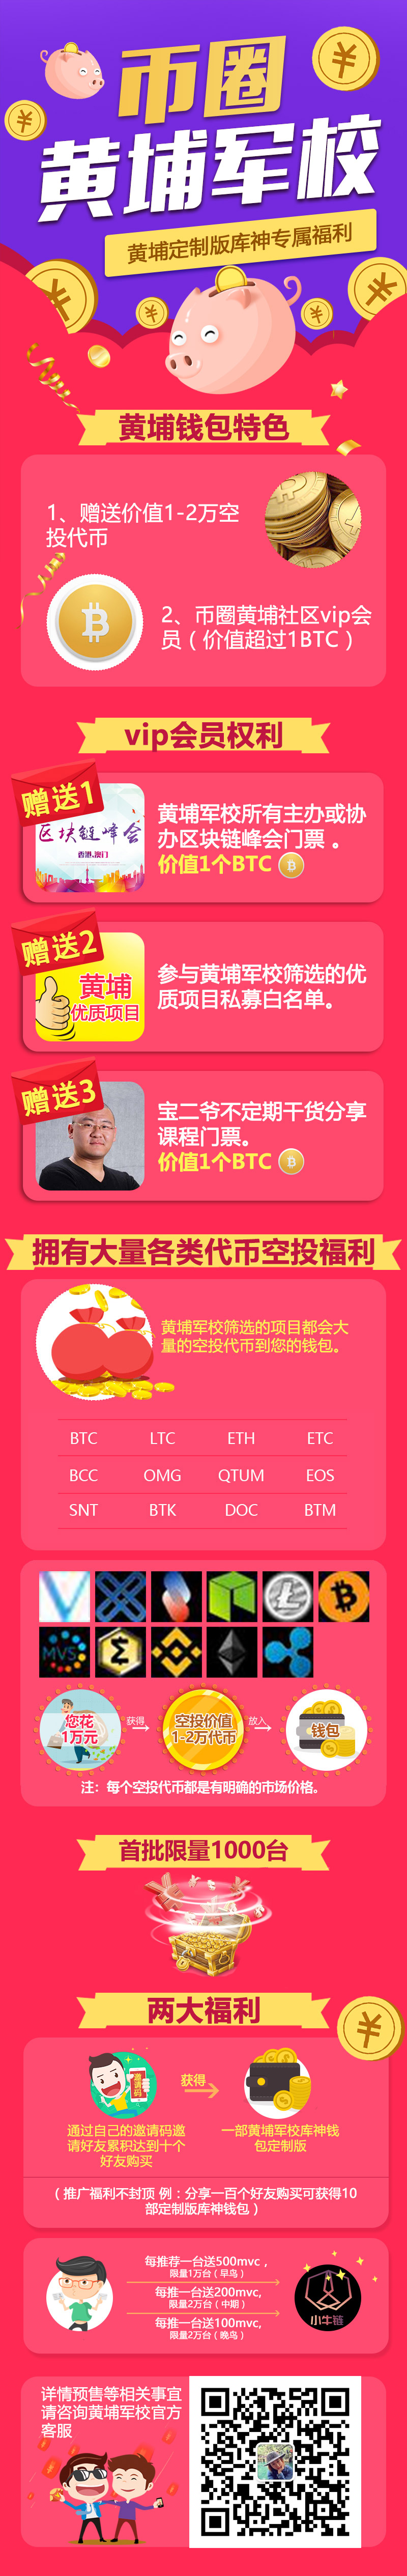 币圈
黄埔军校
黄埔定制版库神专属福利
黄埔钱包特色
1、赠送价值1-2万空
投代币
2、币圈黄埔社区vip会
员（价值超过1BTC）
vip会员权利
赠送1
区块链峰会
香港.澳门
黄埔军校所有主办或协
办区块链峰会门票 。
价值1个BTC
赠送2
黄埔
优质项目
参与黄埔军校筛选的优
质项目私募白名单。
赠送3
宝二爷不定期干货分享
课程门票。
价值1个BTC
拥有大量各类代币空投福利
黄埔军校筛选的项目都会大
量的空投代币到您的钱包。
BTC LTC ETH ETC
BCC OMG QTUM EOS
SNT BTK DOC BTM
MVS
您花
1万元
获得
空投价值
1-2万代币
放入
钱包
注：每个空投代币都是有明确的市场价格。
首批限量1000台
两大福利
邀请码
获得
通过自己的邀请码邀
请好友累积达到十个
好友购买
一部黄埔军校库神钱
包定制版
（推广福利不封顶 例：分享一百个好友购买可获得10
部定制版库神钱包）
每推荐一台送500mvc，
限量1万台（早鸟）
每推一台送200mvc,
限量2万台（中期）
每推一台送100mvc,
限量2万台（晚鸟）
小牛链
详情预售等相关事宜
请咨询黄埔军校官方
客服